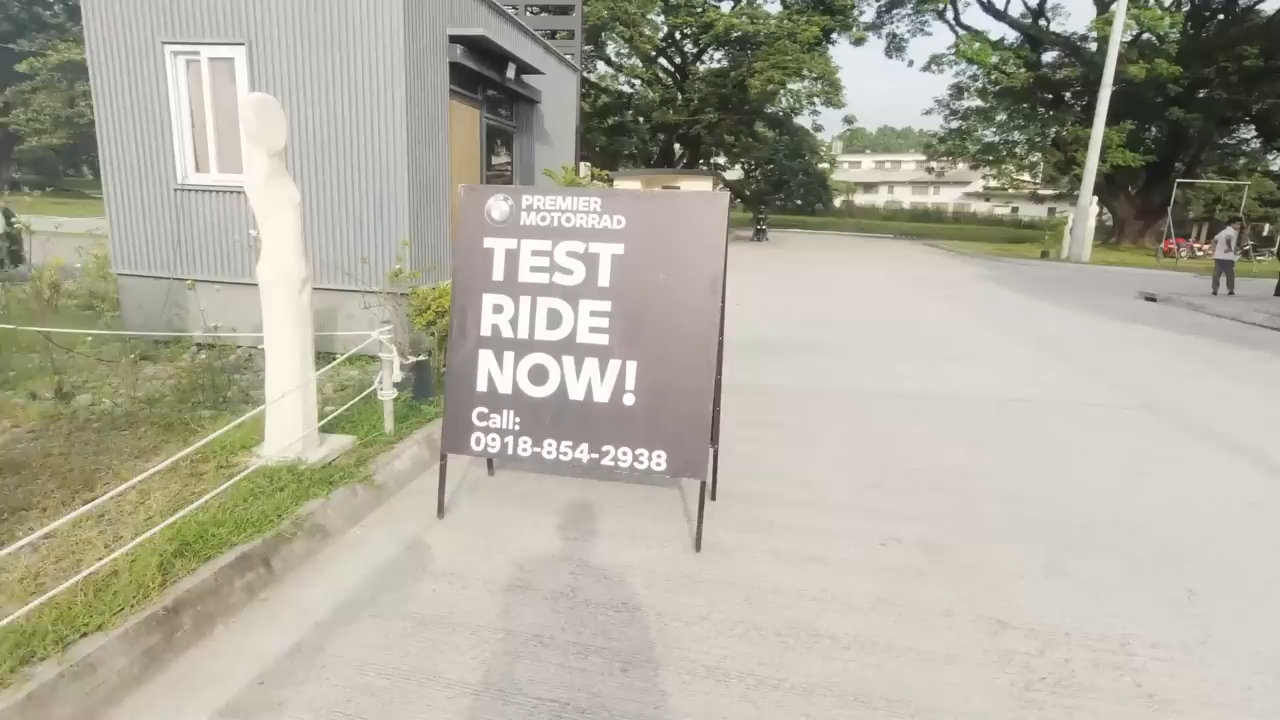 PREMIER
MOTORRAD
TEST
RIDE
NOW!
Call:
0918-854-2938